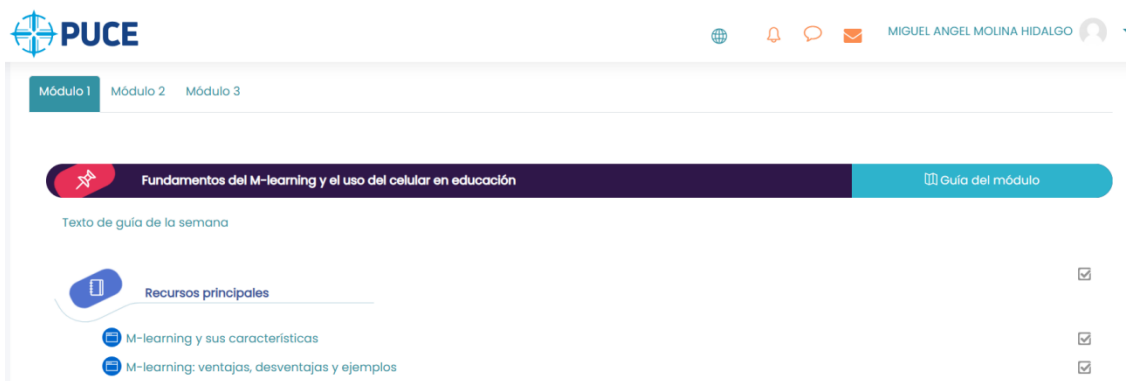 PUCE
MIGUEL ANGEL MOLINA HIDALGO
Módulo 1 Módulo 2 Módulo 3
Fundamentos del M-learning y el uso del celular en educación
Guía del módulo
Texto de guía de la semana
Recursos principales
M-learning y sus características
M-learning: ventajas, desventajas y ejemplos